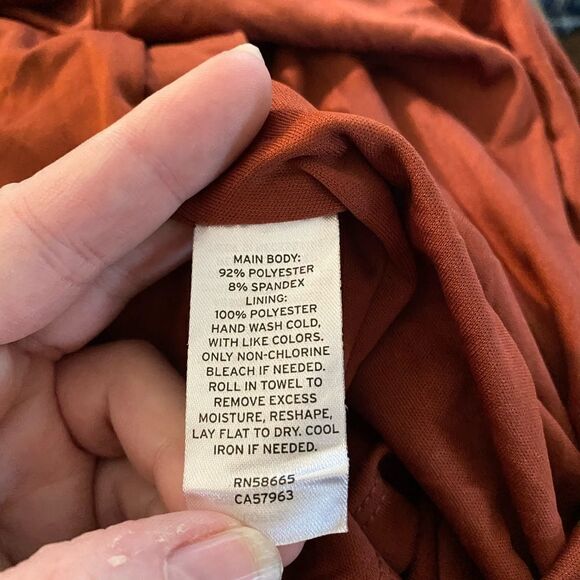 MAIN BODY:
92% POLYESTER
8% SPANDEX
LINING:
100% POLYESTER
HAND WASH COLD,
WITH LIKE COLORS.
ONLY NON-CHLORINE
BLEACH IF NEEDED.
ROLL IN TOWEL TO
REMOVE EXCESS
MOISTURE, RESHAPE,
LAY FLAT TO DRY. COOL
IRON IF NEEDED.
RN58665
CA57963